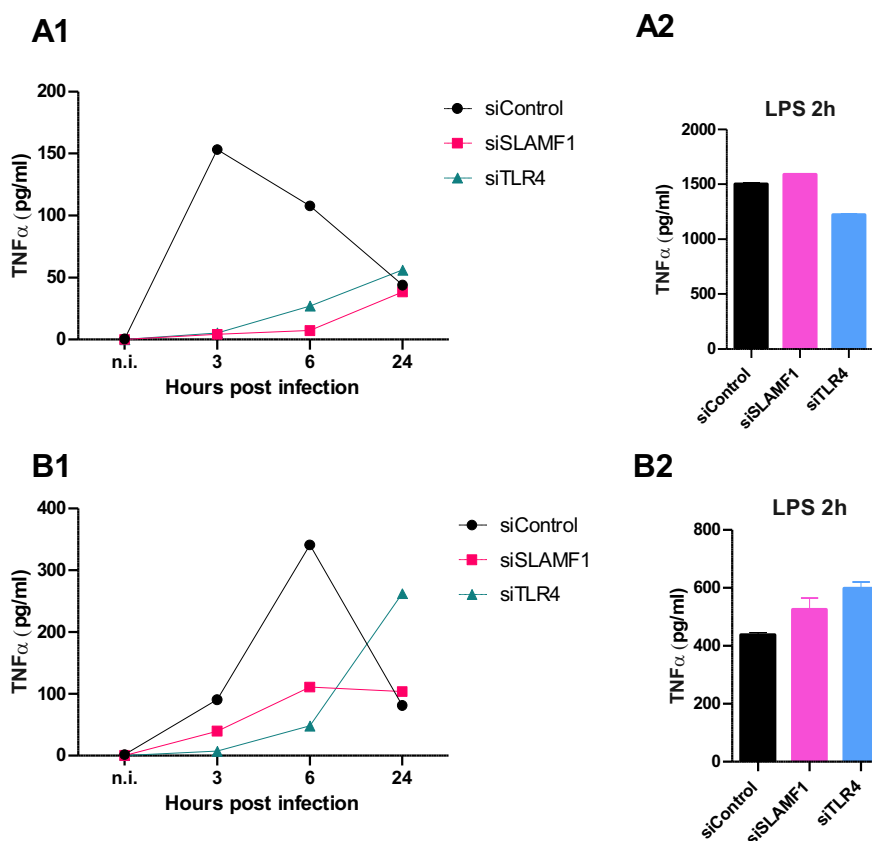 A1
TNFα (pg/ml)
200
150
100
50
0
n.i. 3 6 24
Hours post infection
siControl
siSLAMF1
siTLR4
A2
LPS 2h
TNFα (pg/ml)
2000
1500
1000
500
0
siControl
siSLAMF1
siTLR4
B1
TNFα (pg/ml)
400
300
200
100
0
n.i. 3 6 24
Hours post infection
siControl
siSLAMF1
siTLR4
B2
LPS 2h
TNFα (pg/ml)
800
600
400
200
0
siControl
siSLAMF1
siTLR4